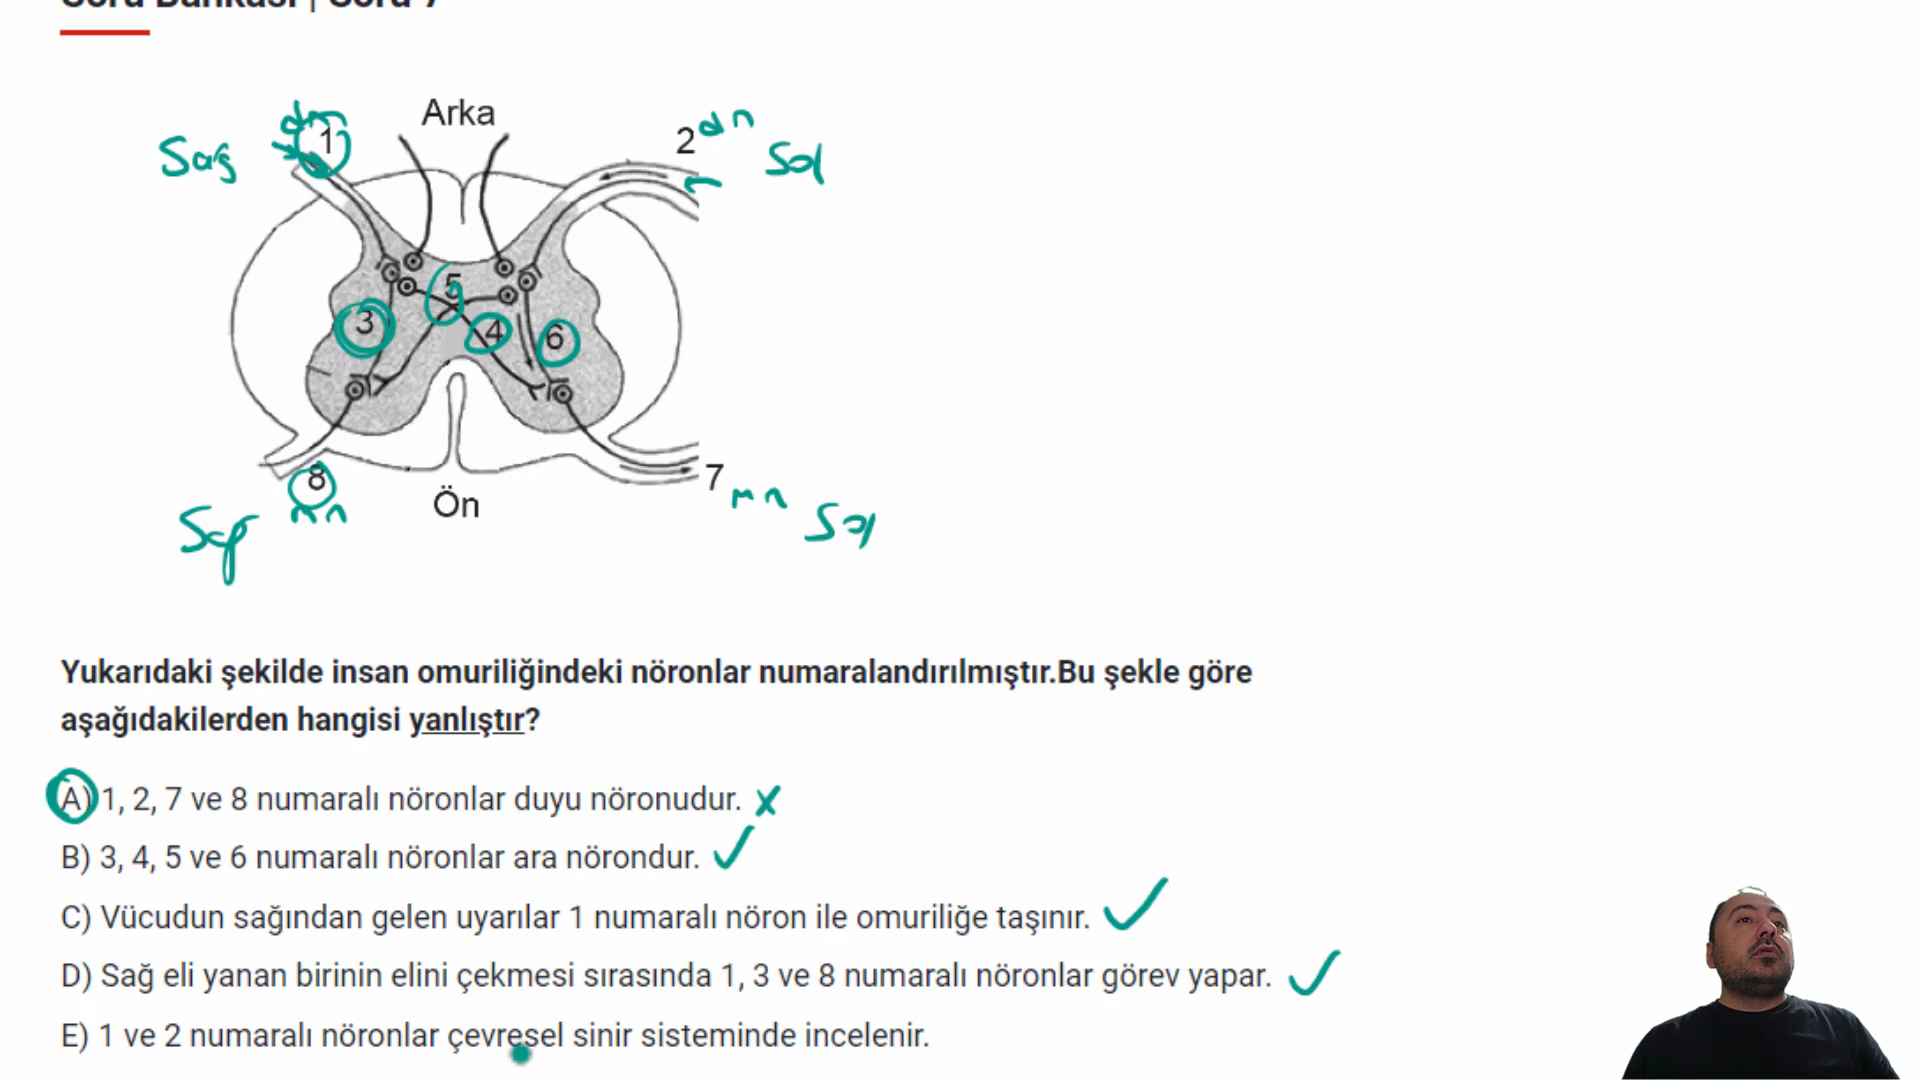 Soru Bankası | Soru 7
Arka
Sağ dn 1
2 dn Sol
5
3 4 6
8 mn
7 mn Sol
Sağ
Ön
Yukarıdaki şekilde insan omuriliğindeki nöronlar numaralandırılmıştır.Bu şekle göre
aşağıdakilerden hangisi yanlıştır?
A) 1, 2, 7 ve 8 numaralı nöronlar duyu nöronudur.
B) 3, 4, 5 ve 6 numaralı nöronlar ara nörondur.
C) Vücudun sağından gelen uyarılar 1 numaralı nöron ile omuriliğe taşınır.
D) Sağ eli yanan birinin elini çekmesi sırasında 1, 3 ve 8 numaralı nöronlar görev yapar.
E) 1 ve 2 numaralı nöronlar çevresel sinir sisteminde incelenir.